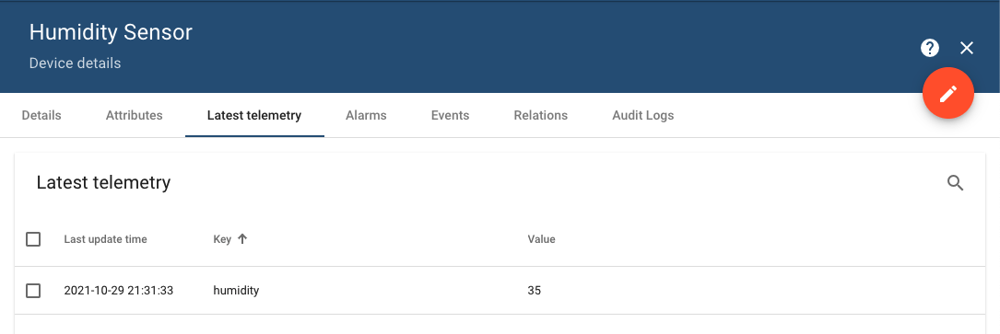 Humidity Sensor
Device details
Details Attributes Latest telemetry Alarms Events Relations Audit Logs
Latest telemetry
Last update time Key Value
2021-10-29 21:31:33 humidity 35